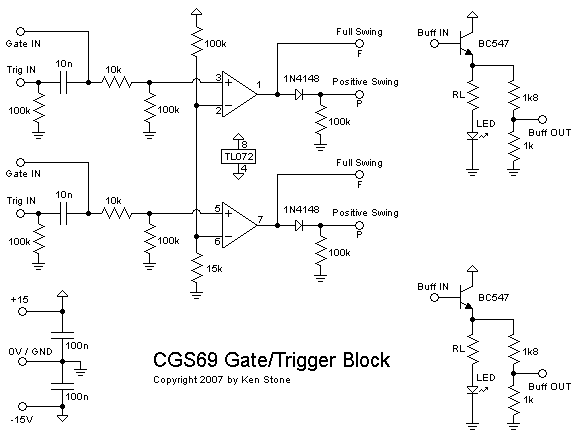 Gate IN
Trig IN
10n
10k
100k
100k
100k
3
2
1
1N4148
Full Swing
F
Positive Swing
P
100k
8
TL072
4
Buff IN
BC547
RL
LED
1k8
1k
Buff OUT
10n
Gate IN
Trig IN
10k
100k
100k
5
6
7
15k
1N4148
Full Swing
F
Positive Swing
P
100k
+15
100n
0V / GND
100n
-15V
Buff IN
BC547
RL
LED
1k8
1k
Buff OUT
CGS69 Gate/Trigger Block
Copyright 2007 by Ken Stone